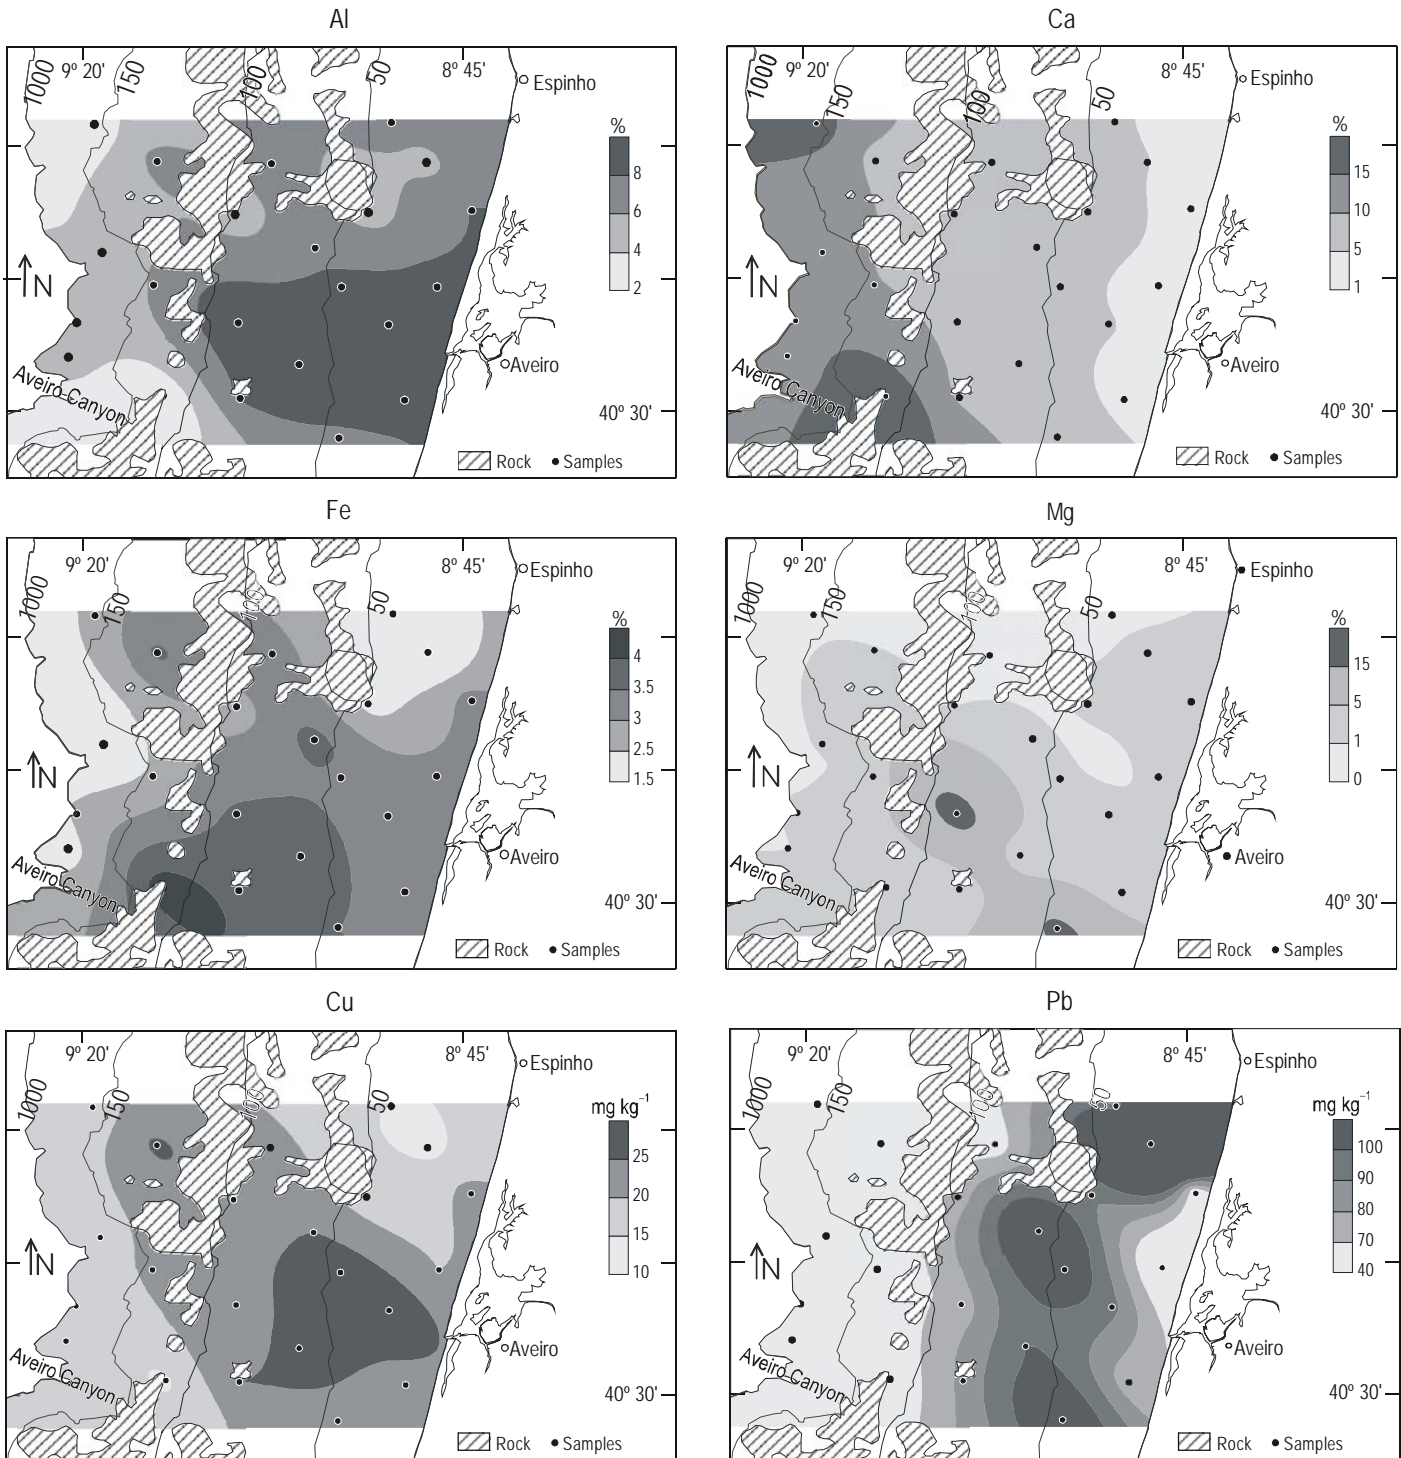 Al
1000
9º 20'
150
100
50
8º 45'
Espinho
%
8
6
4
2
N
Aveiro
Aveiro Canyon
40º 30'
Rock
Samples
Ca
1000
9º 20'
150
100
50
8º 45'
Espinho
%
15
10
5
1
N
Aveiro
Aveiro Canyon
40º 30'
Rock
Samples
Fe
1000
9º 20'
150
100
50
8º 45'
Espinho
%
4
3.5
3
2.5
1.5
N
Aveiro
Aveiro Canyon
40º 30'
Rock
Samples
Mg
1000
9º 20'
150
100
50
8º 45'
Espinho
%
15
5
1
0
N
Aveiro
Aveiro Canyon
40º 30'
Rock
Samples
Cu
1000
9º 20'
150
100
50
8º 45'
Espinho
mg kg⁻¹
25
20
15
10
N
Aveiro
Aveiro Canyon
40º 30'
Rock
Samples
Pb
1000
9º 20'
150
100
50
8º 45'
Espinho
mg kg⁻¹
100
90
80
70
40
N
Aveiro
Aveiro Canyon
40º 30'
Rock
Samples